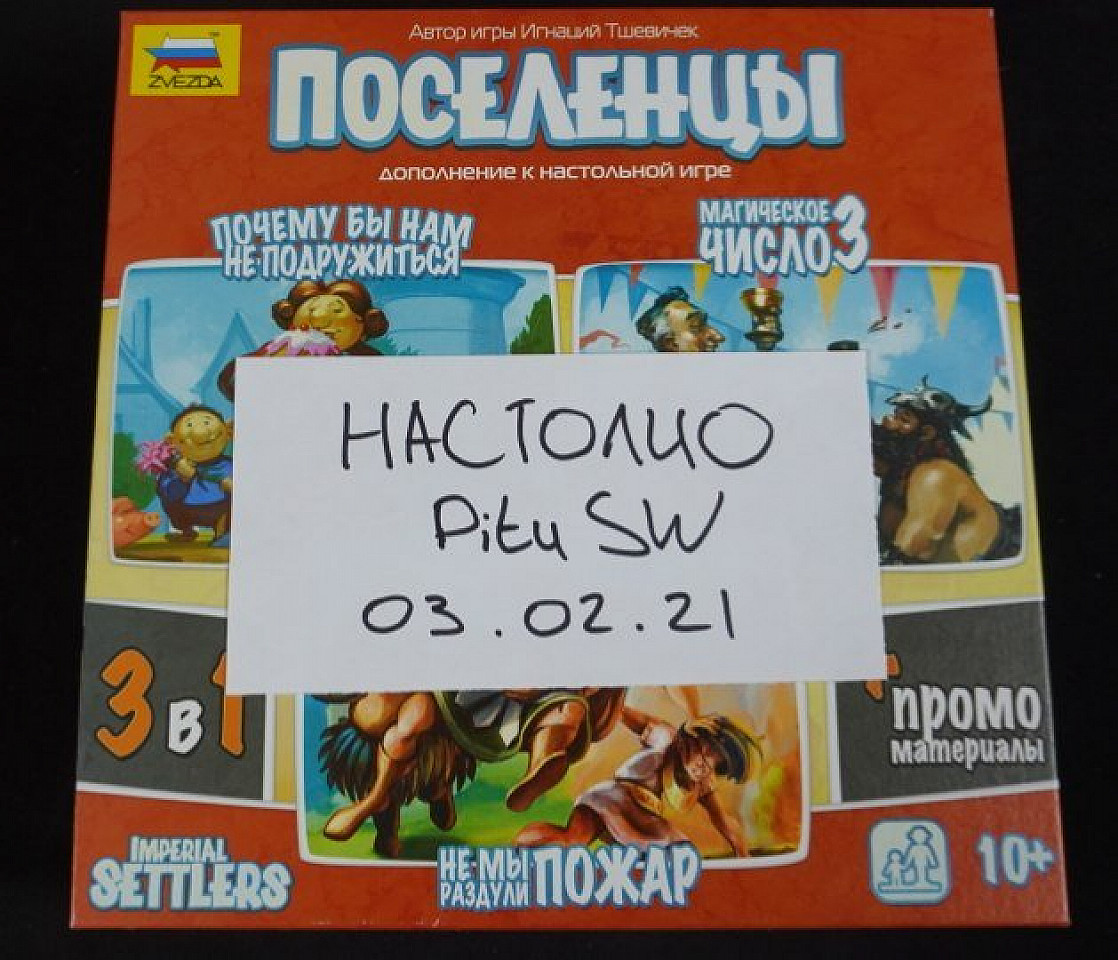 ZVEZDA
Автор игры Игнаций Тшевичек
ПОСЕЛЕНЦЫ
дополнение к настольной игре
ПОЧЕМУ БЫ НАМ
НЕ ПОДРУЖИТЬСЯ
МАГИЧЕСКОЕ
ЧИСЛО 3
НАСТОЛИО
Pitu SW
03.02.21
3 в 1
промо
материалы
IMPERIAL
SETTLERS
НЕ МЫ
РАЗДУЛИ
ПОЖАР
10+